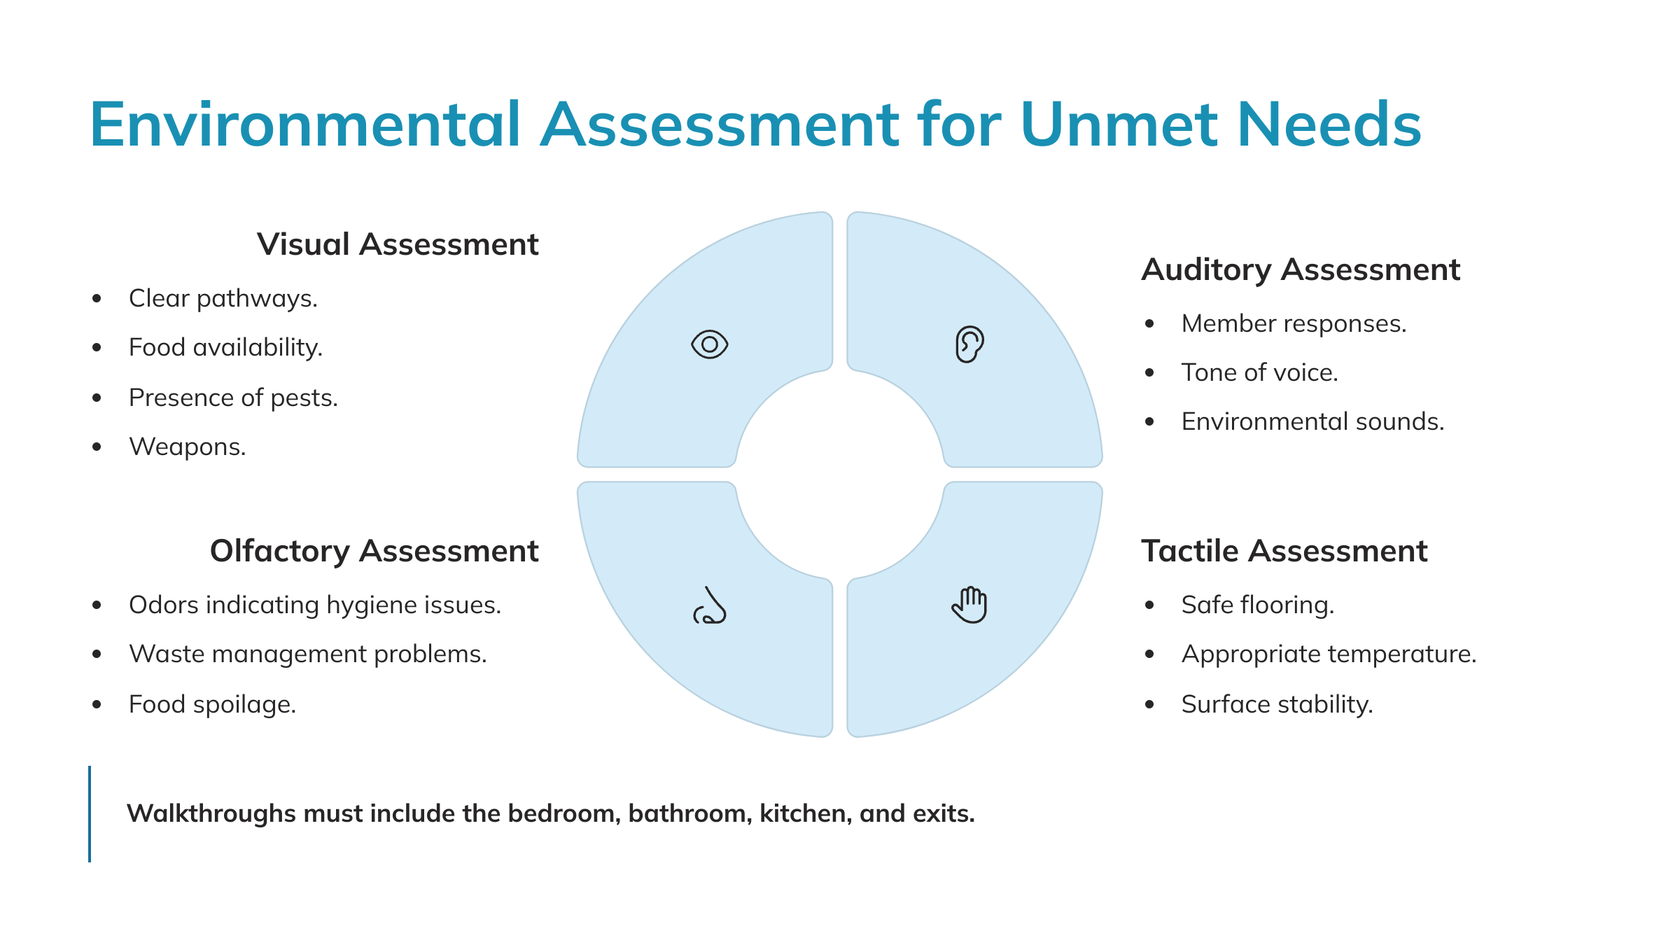 Environmental Assessment for Unmet Needs
Visual Assessment
• Clear pathways.
• Food availability.
• Presence of pests.
• Weapons.
Auditory Assessment
• Member responses.
• Tone of voice.
• Environmental sounds.
Olfactory Assessment
• Odors indicating hygiene issues.
• Waste management problems.
• Food spoilage.
Tactile Assessment
• Safe flooring.
• Appropriate temperature.
• Surface stability.
Walkthroughs must include the bedroom, bathroom, kitchen, and exits.